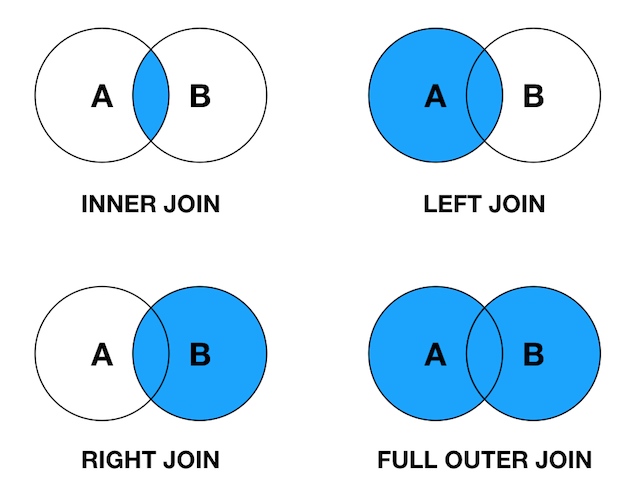 A B
A B
INNER JOIN
LEFT JOIN
A B
A B
RIGHT JOIN
FULL OUTER JOIN